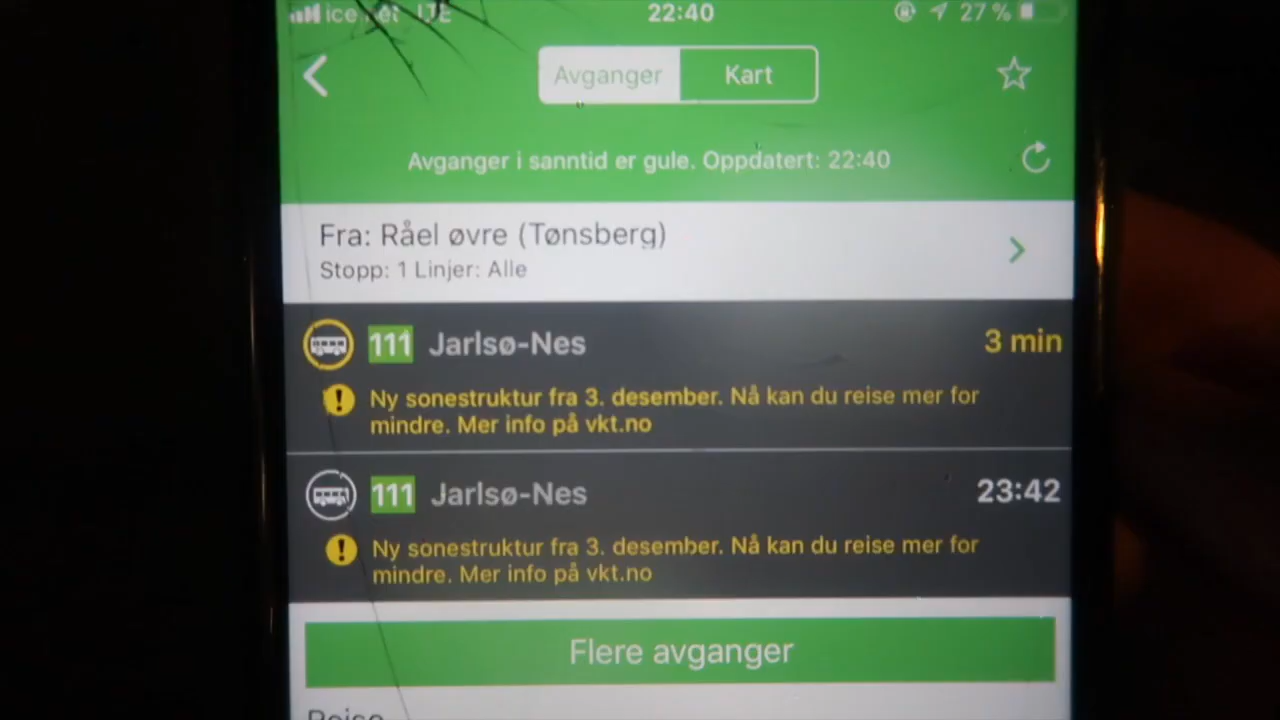 22:40
27 %
Avganger Kart
Avganger i sanntid er gule. Oppdatert: 22:40
Fra: Råel øvre (Tønsberg)
Stopp: 1 Linjer: Alle
111 Jarlsø-Nes 3 min
Ny sonestruktur fra 3. desember. Nå kan du reise mer for
mindre. Mer info på vkt.no
111 Jarlsø-Nes 23:42
Ny sonestruktur fra 3. desember. Nå kan du reise mer for
mindre. Mer info på vkt.no
Flere avganger